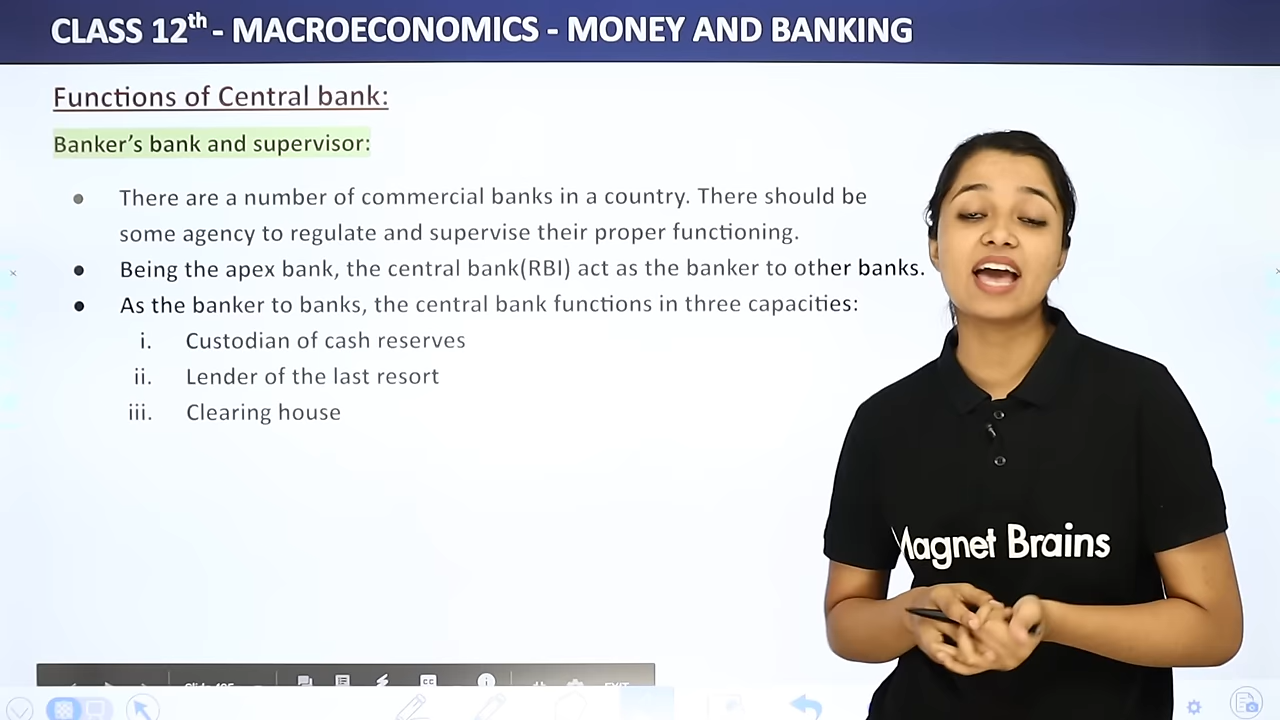 CLASS 12th - MACROECONOMICS - MONEY AND BANKING
Functions of Central bank:
Banker's bank and supervisor:
• There are a number of commercial banks in a country. There should be
some agency to regulate and supervise their proper functioning.
• Being the apex bank, the central bank(RBI) act as the banker to other banks.
• As the banker to banks, the central bank functions in three capacities:
i. Custodian of cash reserves
ii. Lender of the last resort
iii. Clearing house
Magnet Brains
CC
EXIT